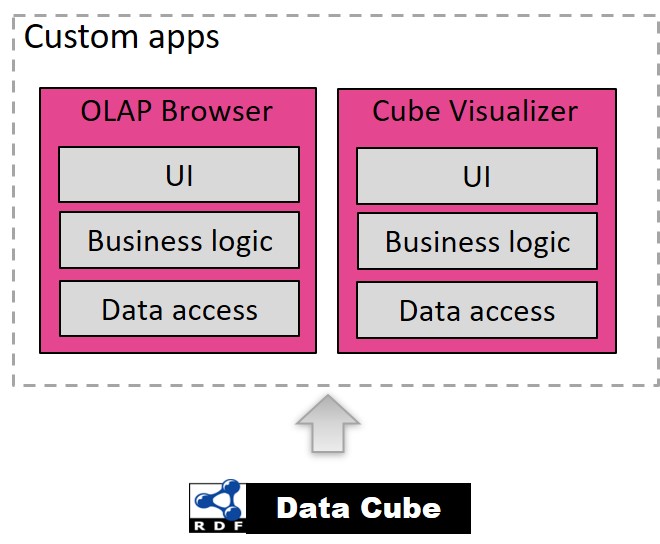 Custom apps
OLAP Browser
UI
Business logic
Data access
Cube Visualizer
UI
Business logic
Data access
RDF
Data Cube